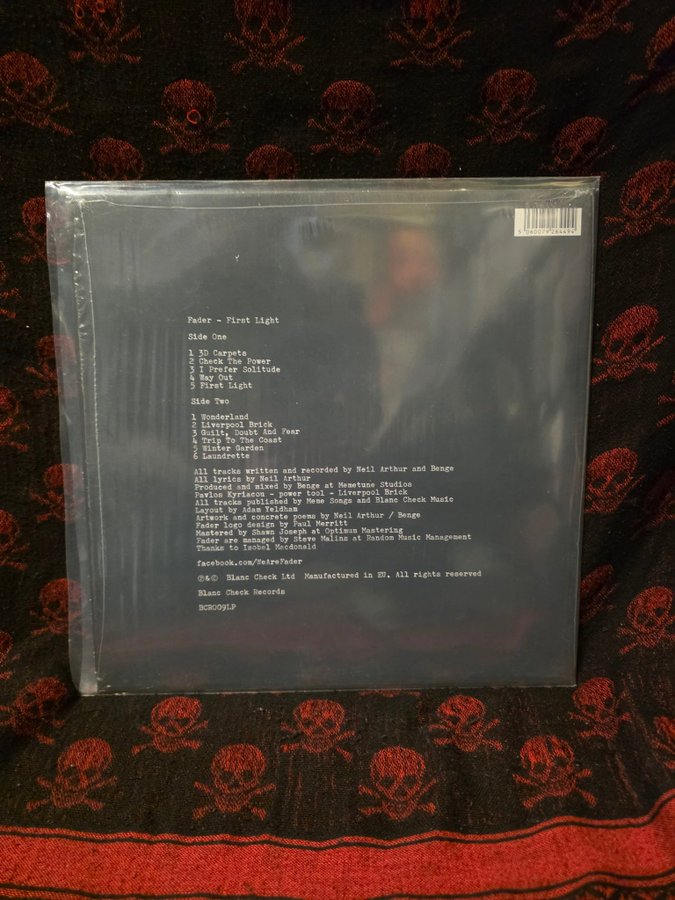 5 060079 264494
Fader - First Light
Side One
1 3D Carpets
2 Check The Power
3 I Prefer Solitude
4 Way Out
5 First Light
Side Two
1 Wonderland
2 Liverpool Brick
3 Guilt, Doubt And Fear
4 Trip To The Coast
5 Winter Garden
6 Laundrette
All tracks written and recorded by Neil Arthur and Benge
All lyrics by Neil Arthur
Produced and mixed by Benge at Memetune Studios
Pavlos Kyriacou - power tool - Liverpool Brick
All tracks published by Meme Songs and Blanc Check Music
Layout by Adam Yeldham
Artwork and concrete poems by Neil Arthur / Benge
Fader logo design by Paul Merritt
Mastered by Shawn Joseph at Optimum Mastering
Fader are managed by Steve Malins at Random Music Management
Thanks to Isobel Macdonald
facebook.com/WeAreFader
℗&© Blanc Check Ltd Manufactured in EU. All rights reserved
Blanc Check Records
BCR009LP